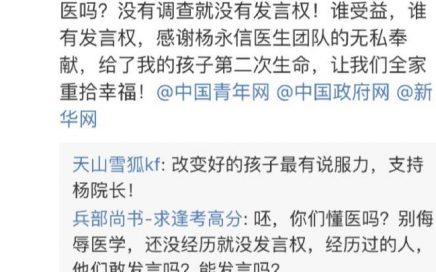 医吗？没有调查就没有发言权！谁受益，谁
有发言权，感谢杨永信医生团队的无私奉
献，给了我的孩子第二次生命，让我们全家
重拾幸福！@中国青年网 @中国政府网 @新
华网
天山雪狐kf: 改变好的孩子最有说服力，支持
杨院长！
兵部尚书-求逢考高分: 呸，你们懂医吗？别侮
辱医学，还没经历就没发言权，经历过的人，
他们敢发言吗？能发言吗？